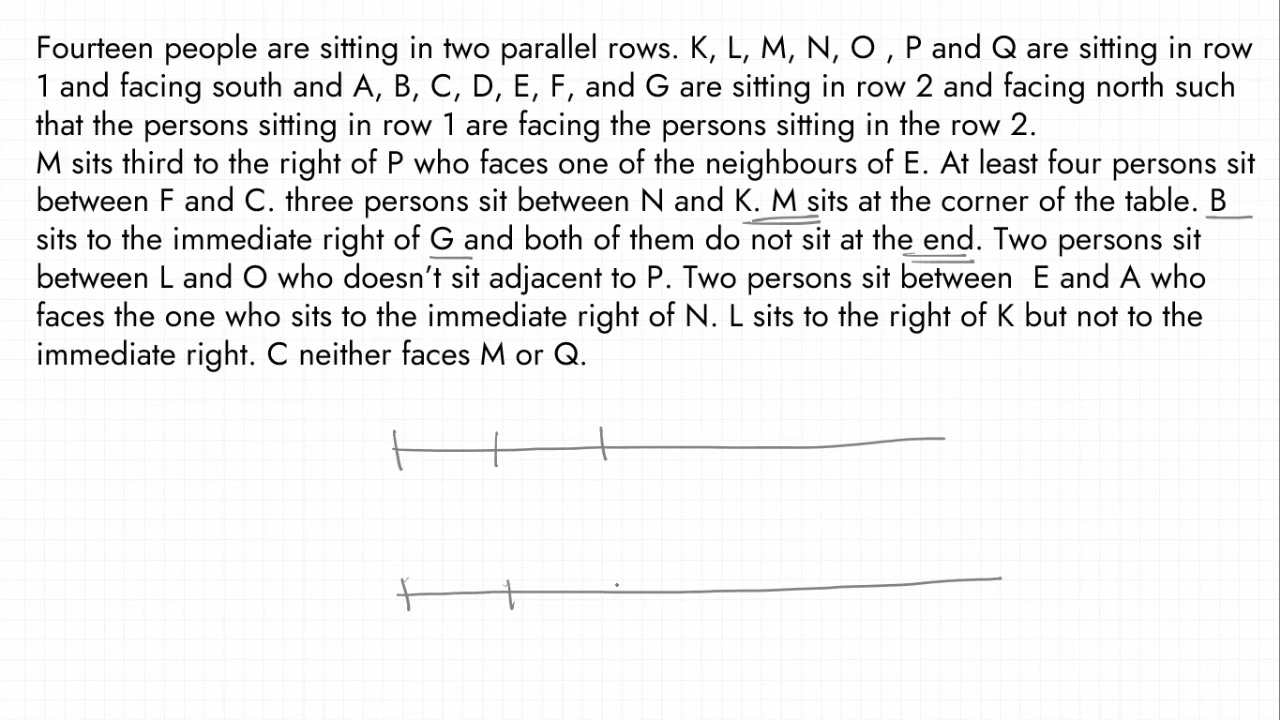 Fourteen people are sitting in two parallel rows. K, L, M, N, O , P and Q are sitting in row
1 and facing south and A, B, C, D, E, F, and G are sitting in row 2 and facing north such
that the persons sitting in row 1 are facing the persons sitting in the row 2.
M sits third to the right of P who faces one of the neighbours of E. At least four persons sit
between F and C. three persons sit between N and K. M sits at the corner of the table. B
sits to the immediate right of G and both of them do not sit at the end. Two persons sit
between L and O who doesn’t sit adjacent to P. Two persons sit between  E and A who
faces the one who sits to the immediate right of N. L sits to the right of K but not to the
immediate right. C neither faces M or Q.